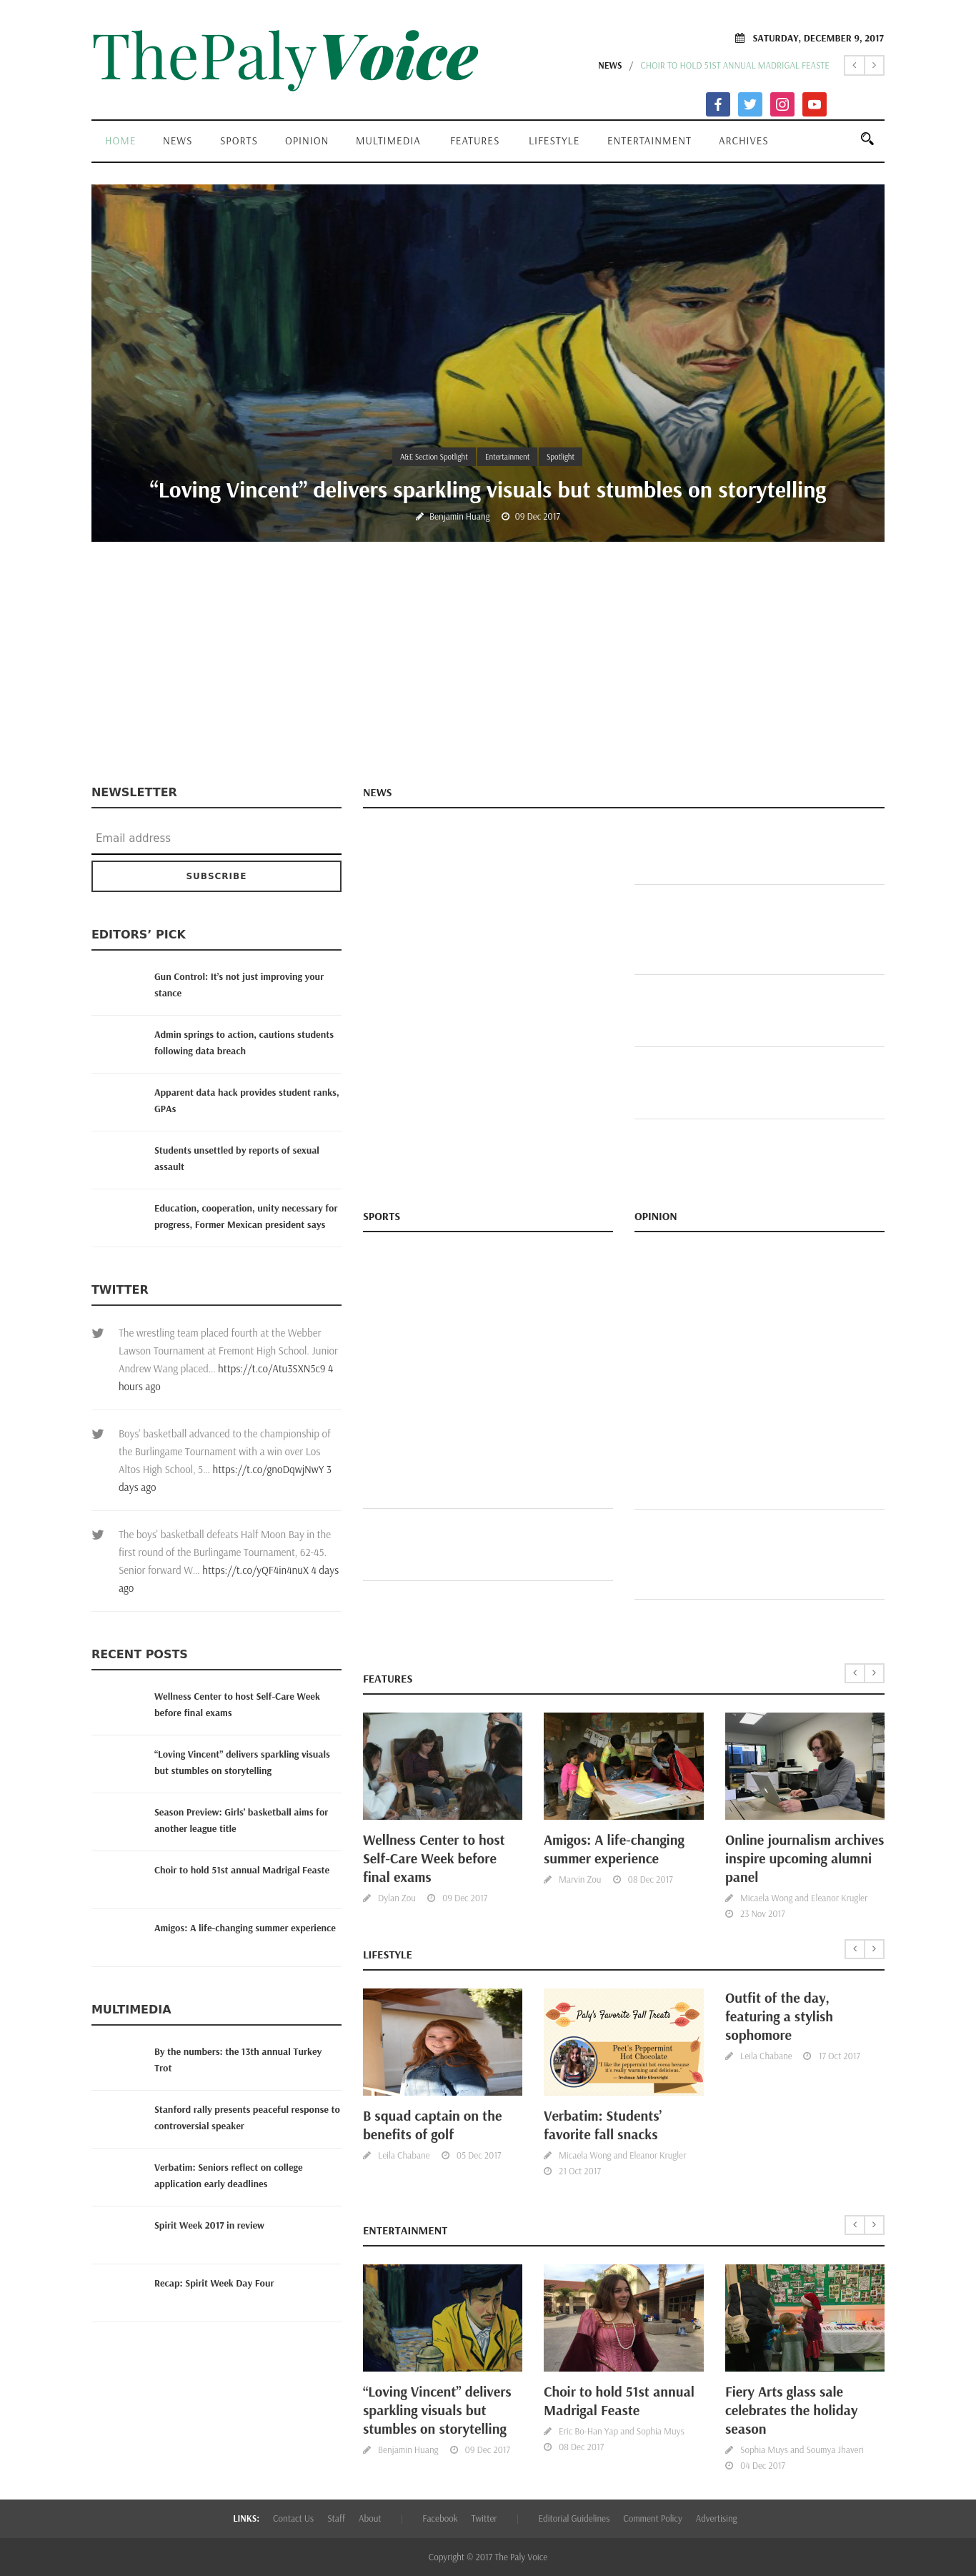 ThePalyVoice
SATURDAY, DECEMBER 9, 2017
NEWS / CHOIR TO HOLD 51ST ANNUAL MADRIGAL FEASTE
HOME NEWS SPORTS OPINION MULTIMEDIA FEATURES LIFESTYLE ENTERTAINMENT ARCHIVES
A&E Section Spotlight Entertainment Spotlight
“Loving Vincent” delivers sparkling visuals but stumbles on storytelling
Benjamin Huang 09 Dec 2017
NEWSLETTER
Email address
SUBSCRIBE
EDITORS’ PICK
Gun Control: It’s not just improving your
stance
Admin springs to action, cautions students
following data breach
Apparent data hack provides student ranks,
GPAs
Students unsettled by reports of sexual
assault
Education, cooperation, unity necessary for
progress, Former Mexican president says
TWITTER
The wrestling team placed fourth at the Webber
Lawson Tournament at Fremont High School. Junior
Andrew Wang placed... https://t.co/Atu3SXN5c9 4
hours ago
Boys' basketball advanced to the championship of
the Burlingame Tournament with a win over Los
Altos High School, 5... https://t.co/gnoDqwjNwY 3
days ago
The boys' basketball defeats Half Moon Bay in the
first round of the Burlingame Tournament, 62-45.
Senior forward W... https://t.co/yQF4in4nuX 4 days
ago
RECENT POSTS
Wellness Center to host Self-Care Week
before final exams
“Loving Vincent” delivers sparkling visuals
but stumbles on storytelling
Season Preview: Girls’ basketball aims for
another league title
Choir to hold 51st annual Madrigal Feaste
Amigos: A life-changing summer experience
MULTIMEDIA
By the numbers: the 13th annual Turkey
Trot
Stanford rally presents peaceful response to
controversial speaker
Verbatim: Seniors reflect on college
application early deadlines
Spirit Week 2017 in review
Recap: Spirit Week Day Four
NEWS
SPORTS
OPINION
FEATURES
Wellness Center to host
Self-Care Week before
final exams
Dylan Zou 09 Dec 2017
Amigos: A life-changing
summer experience
Marvin Zou 08 Dec 2017
Online journalism archives
inspire upcoming alumni
panel
Micaela Wong and Eleanor Krugler
23 Nov 2017
LIFESTYLE
B squad captain on the
benefits of golf
Leila Chabane 05 Dec 2017
Paly's Favorite Fall Treats
Peet's Peppermint
Hot Chocolate
"I like the peppermint hot cocoa because
it's really warming and delicious."
Verbatim: Students’
favorite fall snacks
Micaela Wong and Eleanor Krugler
21 Oct 2017
Outfit of the day,
featuring a stylish
sophomore
Leila Chabane 17 Oct 2017
ENTERTAINMENT
“Loving Vincent” delivers
sparkling visuals but
stumbles on storytelling
Benjamin Huang 09 Dec 2017
Choir to hold 51st annual
Madrigal Feaste
Eric Bo-Han Yap and Sophia Muys
08 Dec 2017
Fiery Arts glass sale
celebrates the holiday
season
Sophia Muys and Soumya Jhaveri
04 Dec 2017
LINKS: Contact Us Staff About | Facebook Twitter | Editorial Guidelines Comment Policy Advertising
Copyright © 2017 The Paly Voice